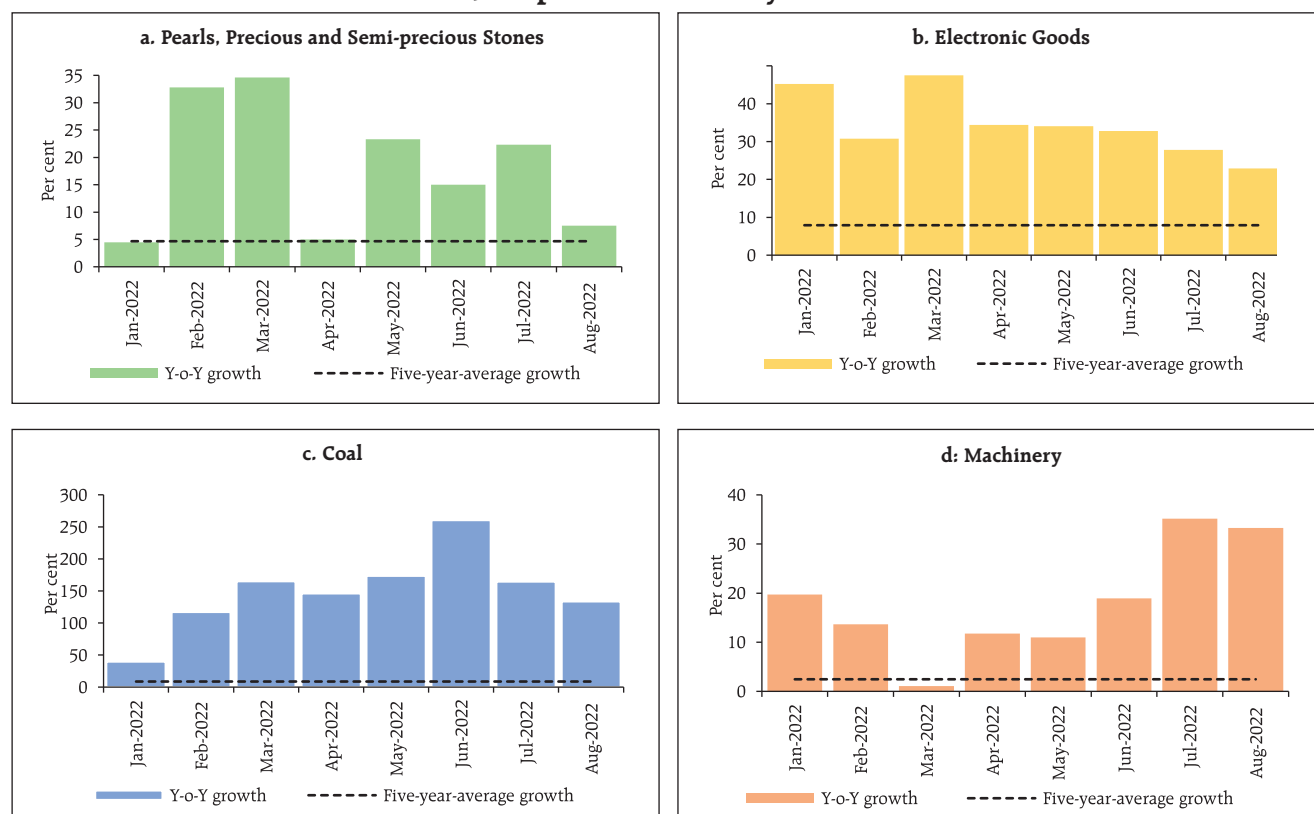 a. Pearls, Precious and Semi-precious Stones
35
30
25
20
15
10
5
0
Per cent
Jan-2022
Feb-2022
Mar-2022
Apr-2022
May-2022
Jun-2022
Jul-2022
Aug-2022
Y-o-Y growth
Five-year-average growth
b. Electronic Goods
40
30
20
10
0
Per cent
Jan-2022
Feb-2022
Mar-2022
Apr-2022
May-2022
Jun-2022
Jul-2022
Aug-2022
Y-o-Y growth
Five-year-average growth
c. Coal
300
250
200
150
100
50
0
Per cent
Jan-2022
Feb-2022
Mar-2022
Apr-2022
May-2022
Jun-2022
Jul-2022
Aug-2022
Y-o-Y growth
Five-year-average growth
d: Machinery
40
30
20
10
0
Per cent
Jan-2022
Feb-2022
Mar-2022
Apr-2022
May-2022
Jun-2022
Jul-2022
Aug-2022
Y-o-Y growth
Five-year-average growth